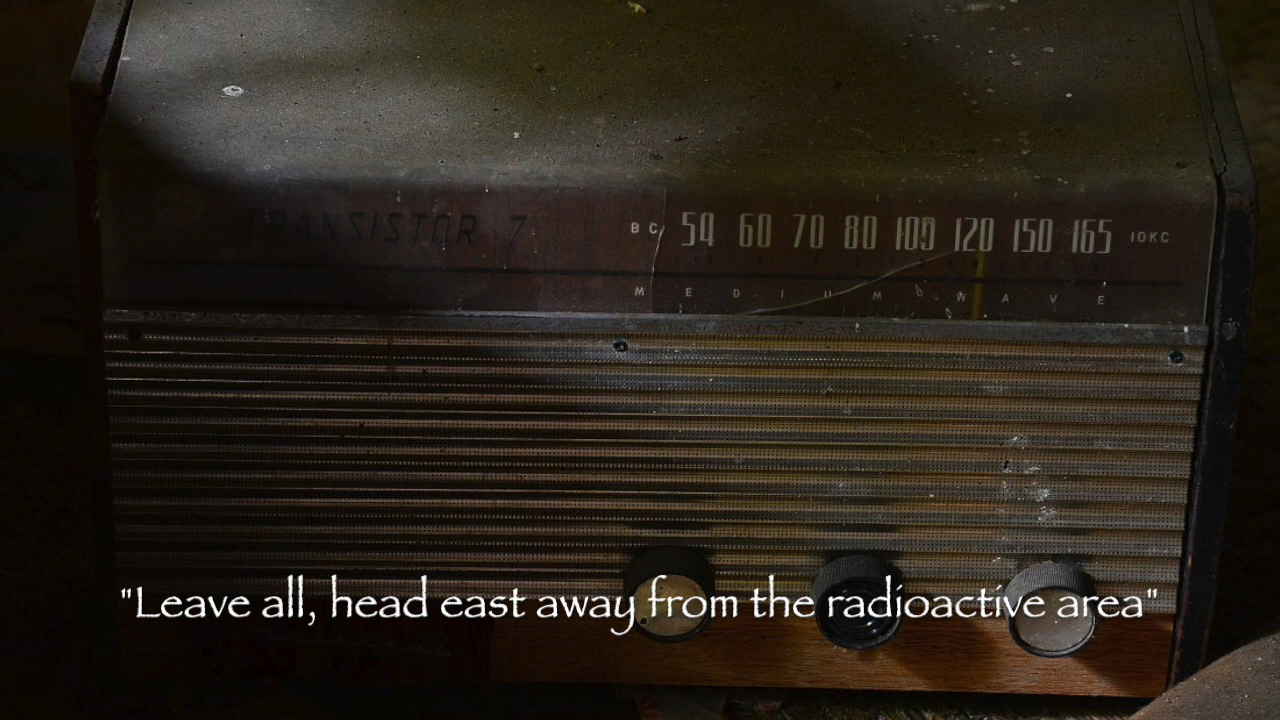 TRANSISTOR 7
BC 54 60 70 80 100 120 150 165 10KC
MEDIUM WAVE
"Leave all, head east away from the radioactive area"